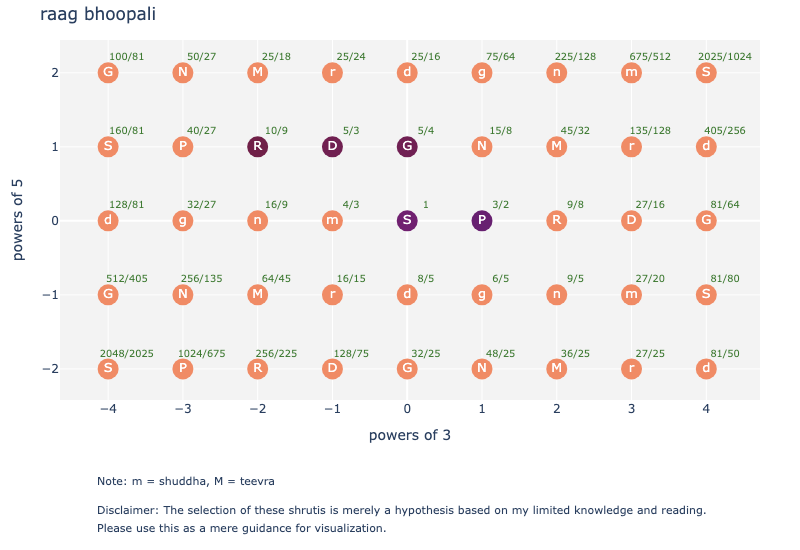 raag bhoopali
100/81 50/27 25/18 25/24 25/16 75/64 225/128 675/512 2025/1024
2 G N M r d g n m S
160/81 40/27 10/9 5/3 5/4 15/8 45/32 135/128 405/256
1 S P R D G N M r d
128/81 32/27 16/9 4/3 1 3/2 9/8 27/16 81/64
0 d g n m S P R D G
512/405 256/135 64/45 16/15 8/5 6/5 9/5 27/20 81/80
−1 G N M r d g n m S
2048/2025 1024/675 256/225 128/75 32/25 48/25 36/25 27/25 81/50
−2 S P R D G N M r d
−4 −3 −2 −1 0 1 2 3 4
powers of 5
powers of 3
Note: m = shuddha, M = teevra
Disclaimer: The selection of these shrutis is merely a hypothesis based on my limited knowledge and reading.
Please use this as a mere guidance for visualization.